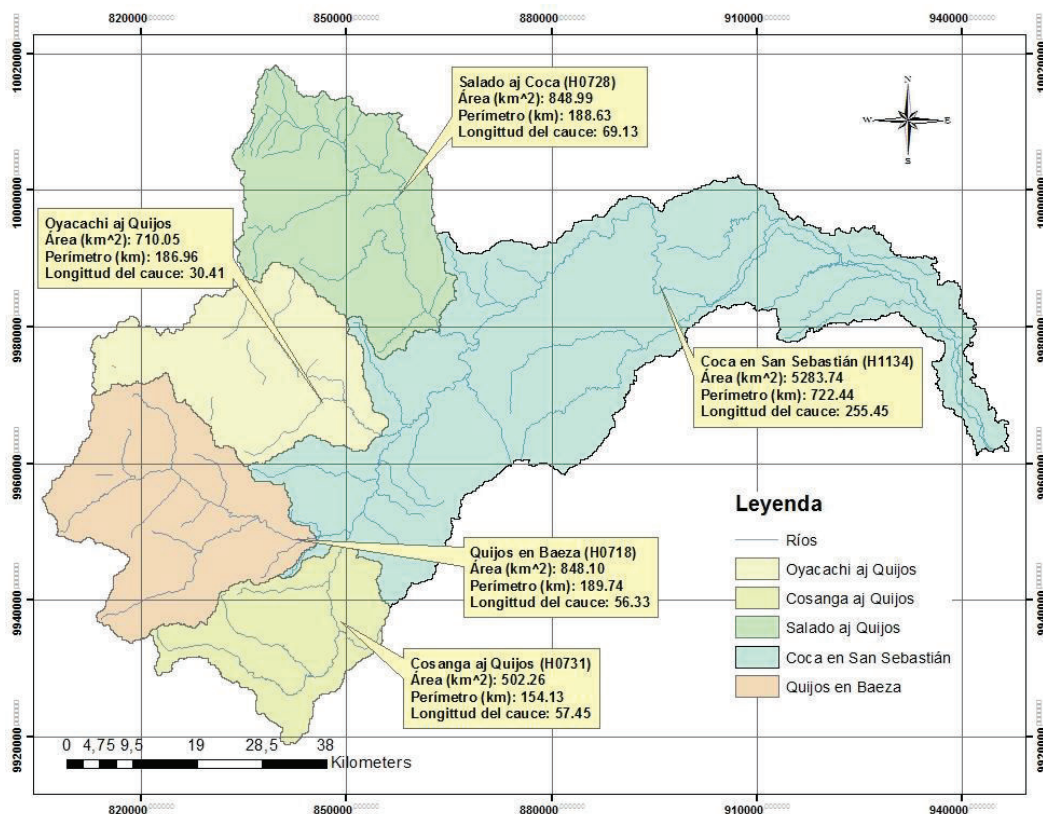 820000 850000 880000 910000 940000
10020000 10020000
Salado aj Coca (H0728)
Área (km^2): 848.99
Perímetro (km): 188.63
Longittud del cauce: 69.13
N
W E
S
10000000 10000000
Oyacachi aj Quijos
Área (km^2): 710.05
Perímetro (km): 186.96
Longittud del cauce: 30.41
9980000 9980000
Coca en San Sebastián (H1134)
Área (km^2): 5283.74
Perímetro (km): 722.44
Longittud del cauce: 255.45
9960000 9960000
Quijos en Baeza (H0718)
Área (km^2): 848.10
Perímetro (km): 189.74
Longittud del cauce: 56.33
Leyenda
Ríos
Oyacachi aj Quijos
Cosanga aj Quijos
Salado aj Quijos
Coca en San Sebastián
Quijos en Baeza
9940000 9940000
Cosanga aj Quijos (H0731)
Área (km^2): 502.26
Perímetro (km): 154.13
Longittud del cauce: 57.45
9920000 9920000
0 4,75 9,5 19 28,5 38
Kilometers
820000 850000 880000 910000 940000